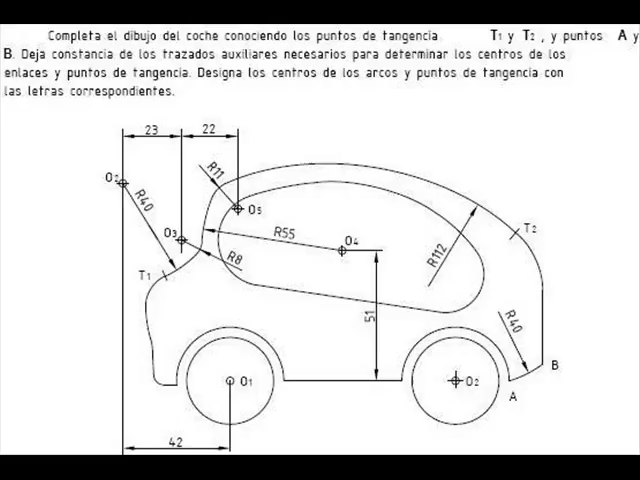 Completa el dibujo del coche conociendo los puntos de tangencia T1 y T2 , y puntos A y
B. Deja constancia de los trazados auxiliares necesarios para determinar los centros de los
enlaces y puntos de tangencia. Designa los centros de los arcos y puntos de tangencia con
las letras correspondientes.
23 22
O2 R11
R40 O5
O3 R55 O4 T2
R8 R112
T1
51
R40
B
O1 O2
A
42